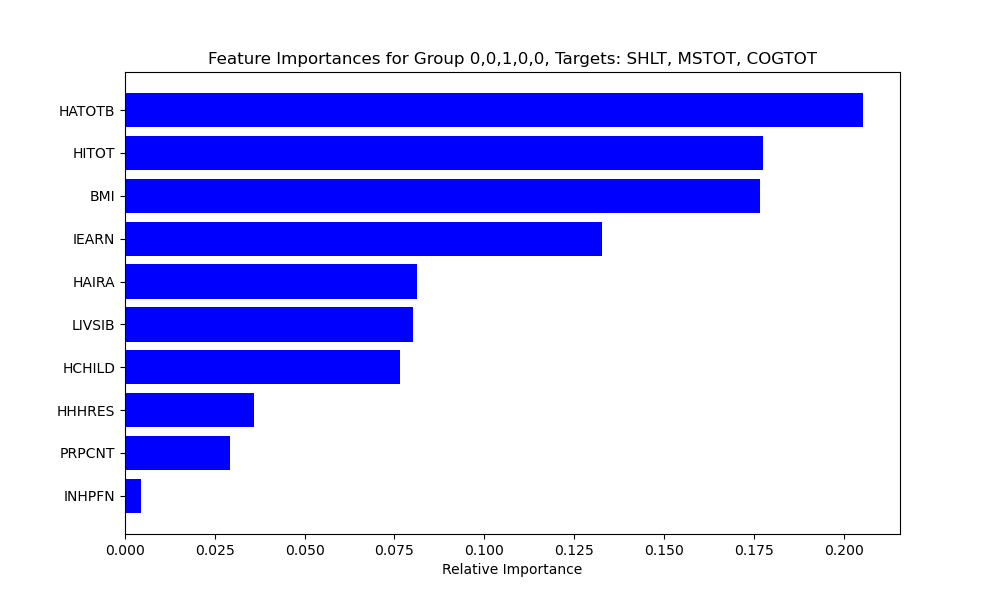 Feature Importances for Group 0,0,1,0,0, Targets: SHLT, MSTOT, COGTOT
HATOTB
HITOT
BMI
IEARN
HAIRA
LIVSIB
HCHILD
HHHRES
PRPCNT
INHPFN
0.000 0.025 0.050 0.075 0.100 0.125 0.150 0.175 0.200
Relative Importance